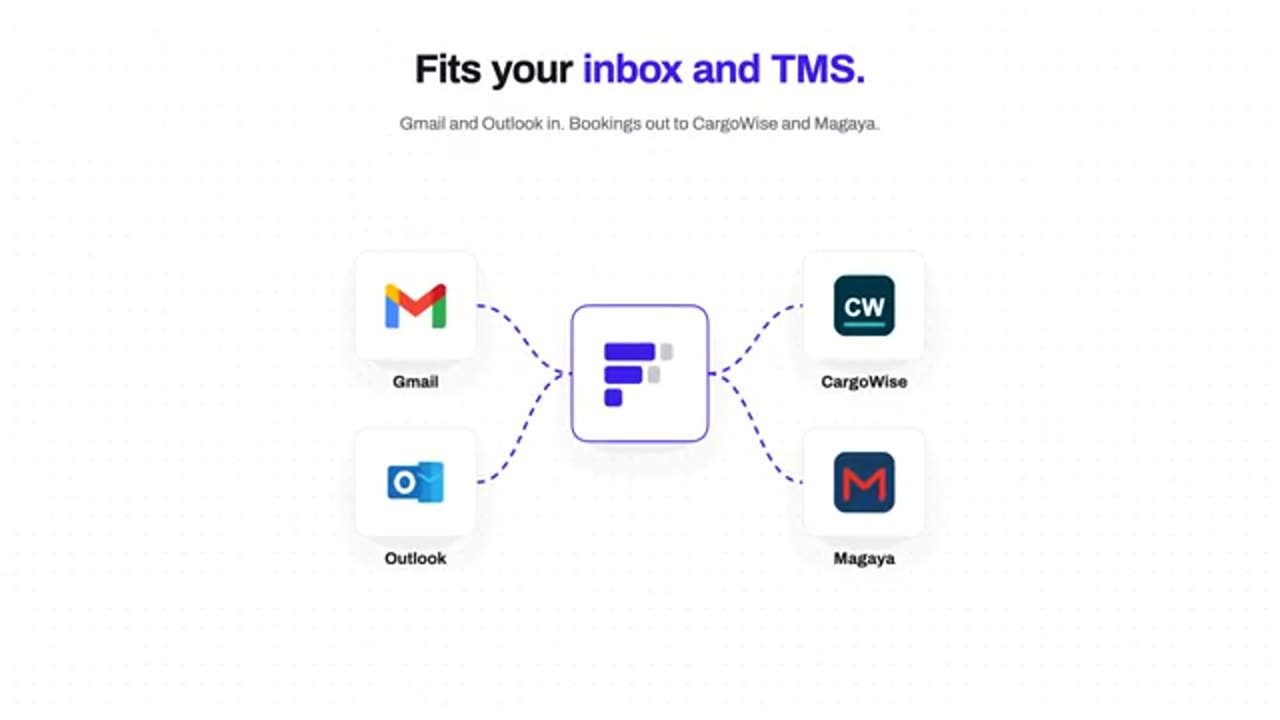 Fits your inbox and TMS.
Gmail and Outlook in. Bookings out to CargoWise and Magaya.
CW
Gmail
CargoWise
O
Outlook
Magaya